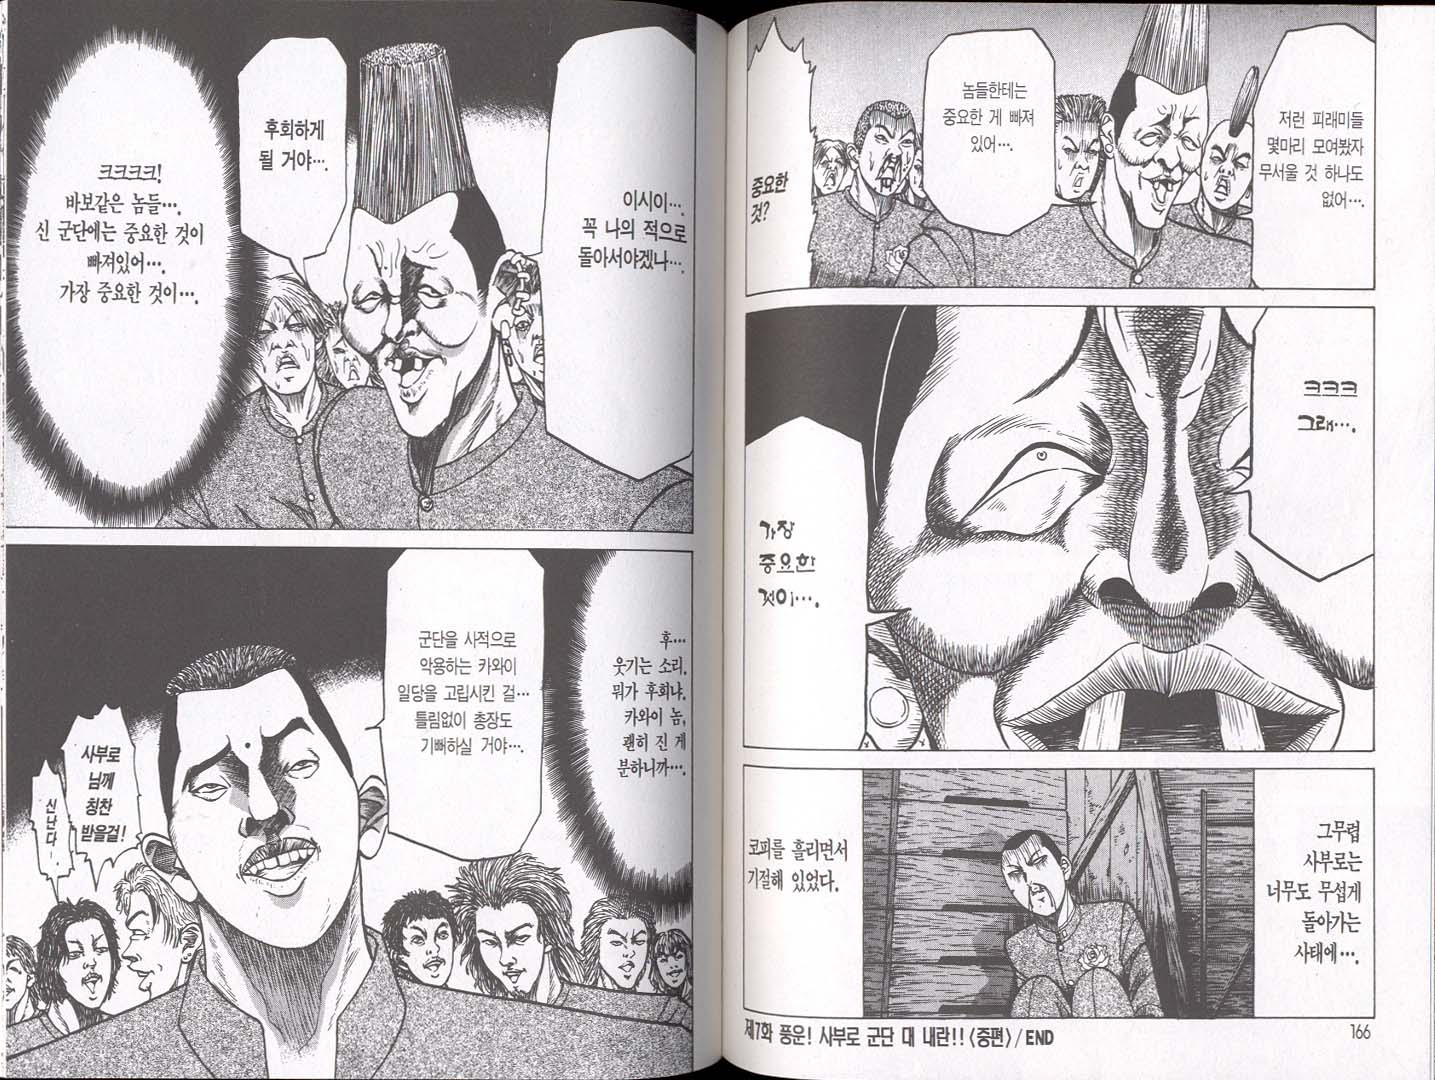 이시이….
꼭 나의 적으로
돌아서야겠나….
후회하게
될 거야….
크크크크!
바보같은 놈들….
신 군단에는 중요한 것이
빠져있어….
가장 중요한 것이….
후…
웃기는 소리.
뭐가 후회냐.
카와이 놈,
괜히 진 게
분하니까….
군단을 사적으로
악용하는 카와이
일당을 고립시킨 걸…
틀림없이 총장도
기뻐하실 거야….
사부로
님께
칭찬
받을걸!
신난다-
저런 피래미들
몇마리 모여봤자
무서울 것 하나도
없어….
놈들한테는
중요한 게 빠져
있어….
중요한
것?
크크크
그래….
가장
중요한
것이….
그무렵
사부로는
너무도 무섭게
돌아가는
사태에….
코피를 흘리면서
기절해 있었다.
제7화 풍운! 사부로 군단 대 내란!!〈중편〉/END
166